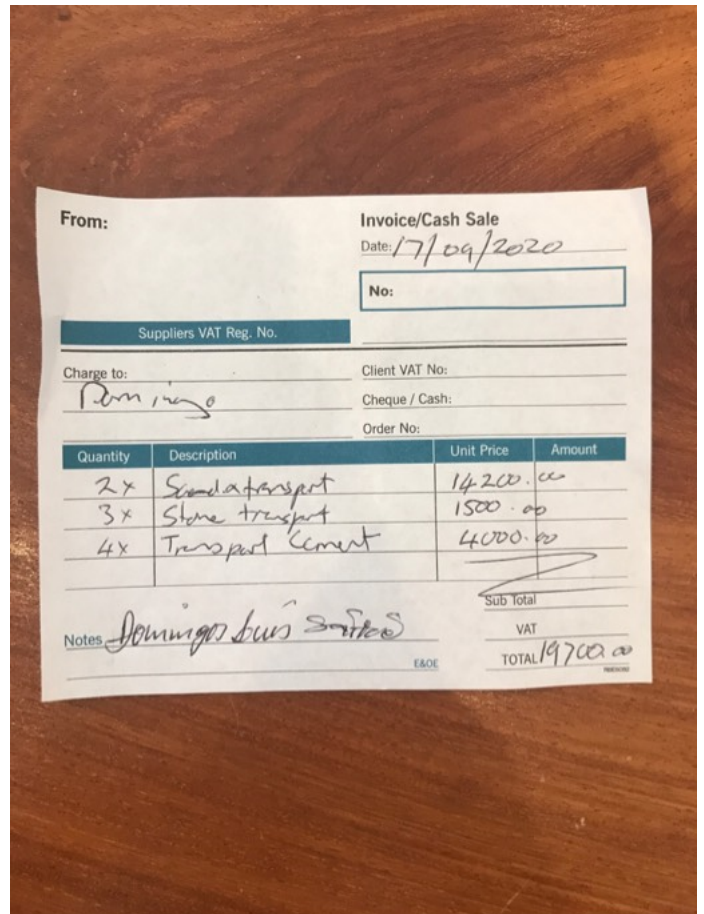 From:
Invoice/Cash Sale
Date: 17/09/2020
No:
Suppliers VAT Reg. No.
Charge to:
Domingo
Client VAT No:
Cheque / Cash:
Order No:
Quantity Description Unit Price Amount
2x transport 14200.00
3x Stone transport 1500.00
4x Transport Cement 4000.00
Sub Total
Notes Domingos Luis
VAT
E&OE
TOTAL 19700.00